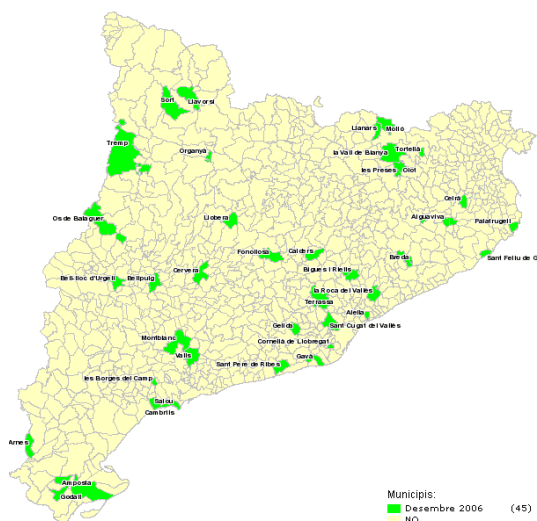 Sort
Llavorsí
Llanars
Molló
Tremp
la Vall de Bianya
Tortellà
Organyà
les Preses
Olot
Celrà
Os de Balaguer
Llobera
Aiguaviva
Palafrugell
Fonollosa
Calders
Breda
Sant Feliu de G
Cervera
Bigues i Riells
Bell-lloc d'Urgell
Bellpuig
la Roca del Vallès
Terrassa
Alella
Gelida
Sant Cugat del Vallès
Montblanc
Cornellà de Llobregat
Valls
Gavà
Sant Pere de Ribes
les Borges del Camp
Salou
Cambrils
Arnes
Amposta
Godall
Municipis:
Desembre 2006 (45)
NO